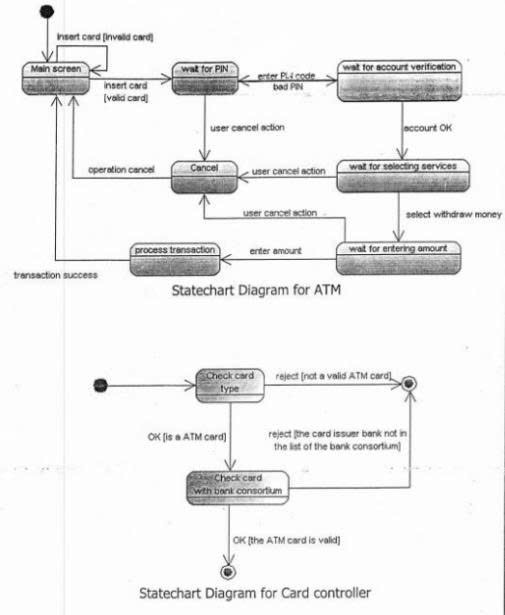 insert card [invalid card]
Main screen
wait for PIN
wait for account verification
insert card
[valid card]
enter PIN code
bad PIN
user cancel action
account OK
operation cancel
Cancel
user cancel action
wait for selecting services
user cancel action
select withdraw money
process transaction
enter amount
wait for entering amount
transaction success
Statechart Diagram for ATM
Check card
type
reject [not a valid ATM card]
OK [is a ATM card]
reject [the card issuer bank not in
the list of the bank consortium]
Check card
with bank consortium
OK [the ATM card is valid]
Statechart Diagram for Card controller